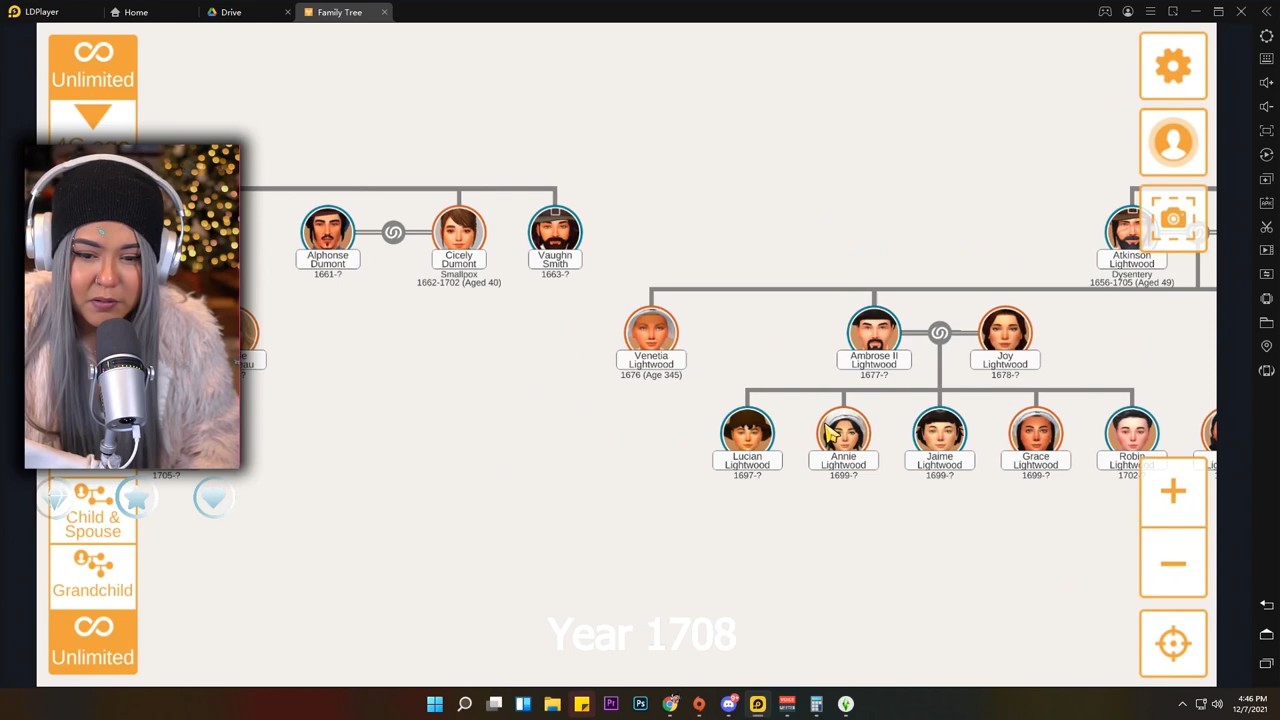 LDPlayer
Home
Drive
Family Tree
Unlimited
Alphonse
Dumont
1661-?
Cicely
Dumont
Smallpox
1662-1702 (Aged 40)
Vaughn
Smith
1663-?
Atkinson
Lightwood
Dysentery
1656-1705 (Aged 49)
Venetia
Lightwood
1676 (Age 345)
Ambrose II
Lightwood
1677-?
Joy
Lightwood
1678-?
Lucian
Lightwood
1697-?
Annie
Lightwood
1699-?
Jaime
Lightwood
1699-?
Grace
Lightwood
1699-?
Robin
Lightwood
1702-
1705-?
Child &
Spouse
Grandchild
Unlimited
Year 1708
Pr
Ps
4:46 PM
12/7/2021